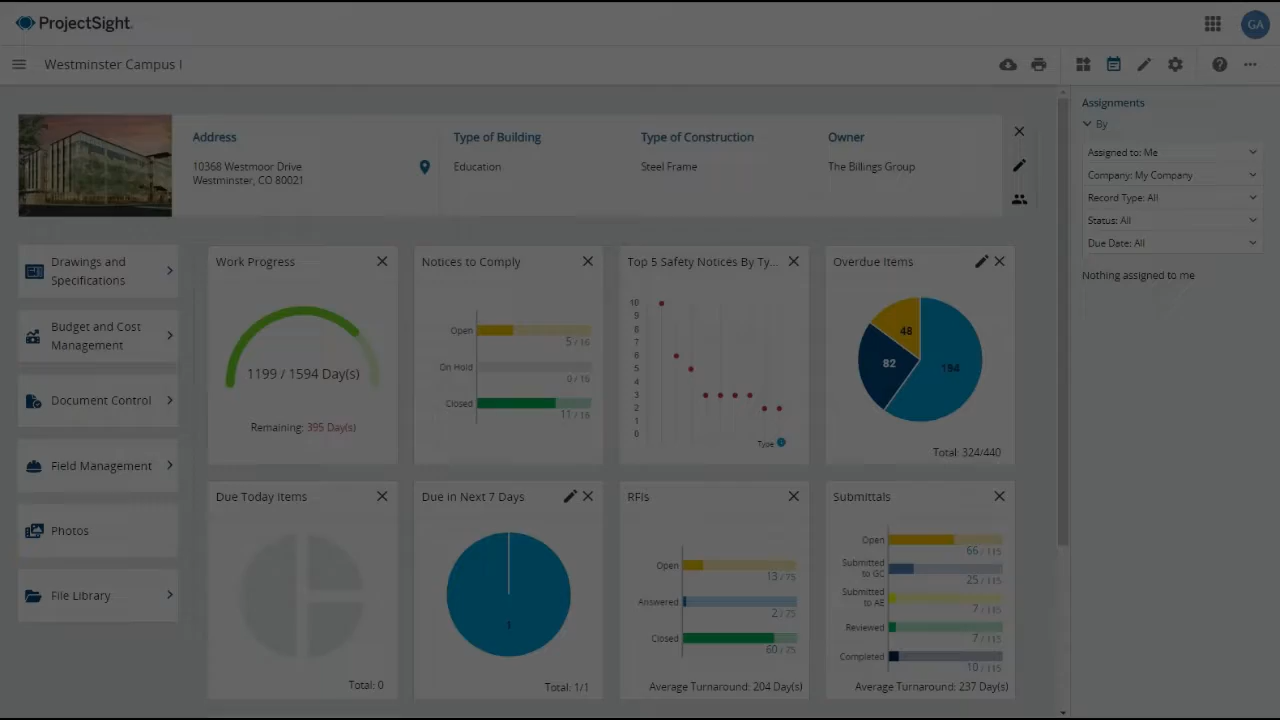 ProjectSight
GA
Westminster Campus I
Address
10368 Westmoor Drive
Westminster, CO 80021
Type of Building
Education
Type of Construction
Steel Frame
Owner
The Billings Group
Assignments
By
Assigned to: Me
Company: My Company
Record Type: All
Status: All
Due Date: All
Nothing assigned to me
Drawings and
Specifications
Budget and Cost
Management
Document Control
Field Management
Photos
File Library
Work Progress
1199 / 1594 Day(s)
Remaining: 395 Day(s)
Notices to Comply
Open
5 / 16
On Hold
0 / 16
Closed
11 / 16
Top 5 Safety Notices By Ty...
10
9
8
7
6
5
4
3
2
1
0
Type
Overdue Items
48
82
194
Total: 324/440
Due Today Items
Total: 0
Due in Next 7 Days
1
Total: 1/1
RFIs
Open
13 / 75
Answered
2 / 75
Closed
60 / 75
Average Turnaround: 204 Day(s)
Submittals
Open
66 / 115
Submitted
to GC
25 / 115
Submitted
to AE
7 / 115
Reviewed
7 / 115
Completed
10 / 115
Average Turnaround: 237 Day(s)